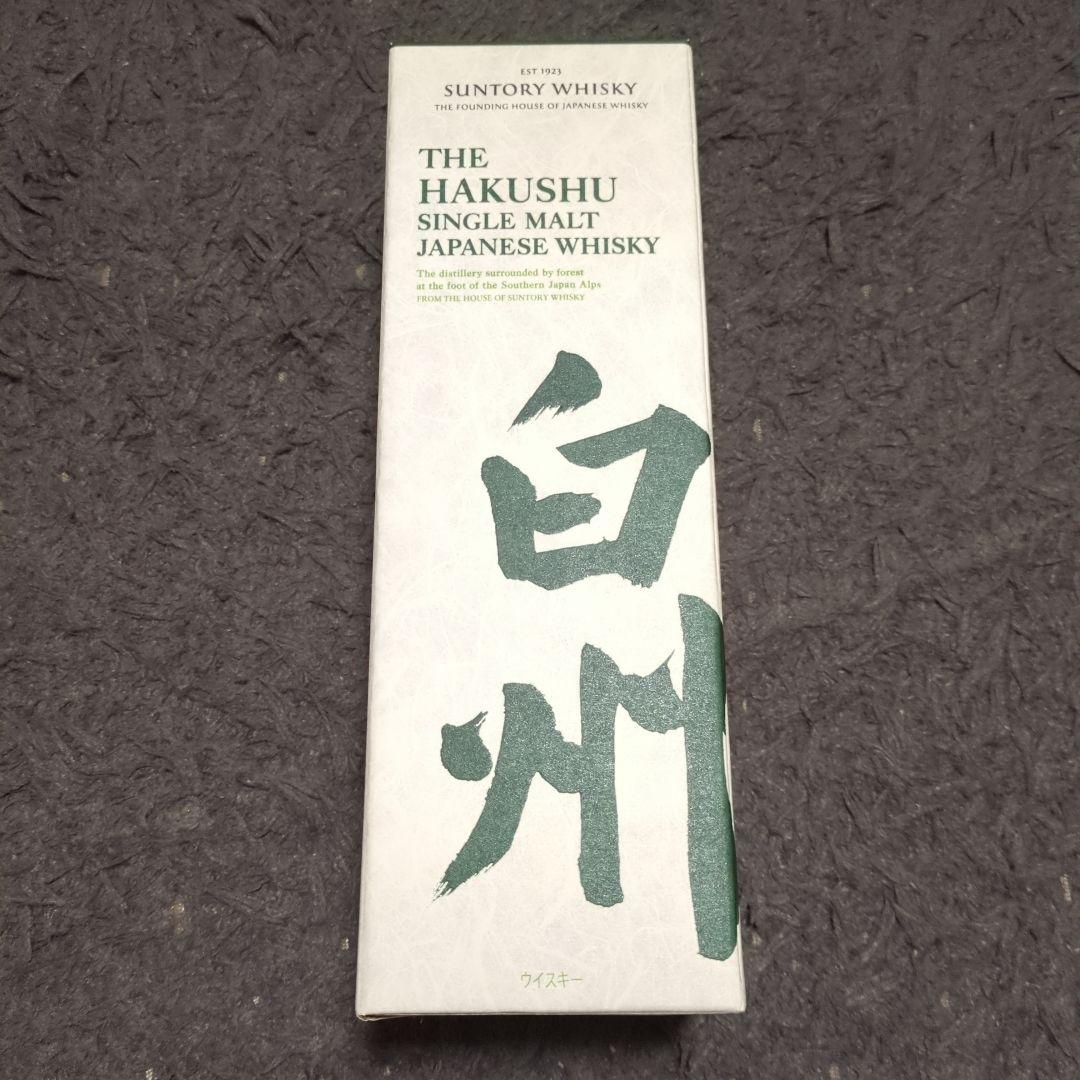 EST 1923
SUNTORY WHISKY
THE FOUNDING HOUSE OF JAPANESE WHISKY
THE
HAKUSHU
SINGLE MALT
JAPANESE WHISKY
The distillery surrounded by forest
at the foot of the Southern Japan Alps
FROM THE HOUSE OF SUNTORY WHISKY
白
州
ウイスキー